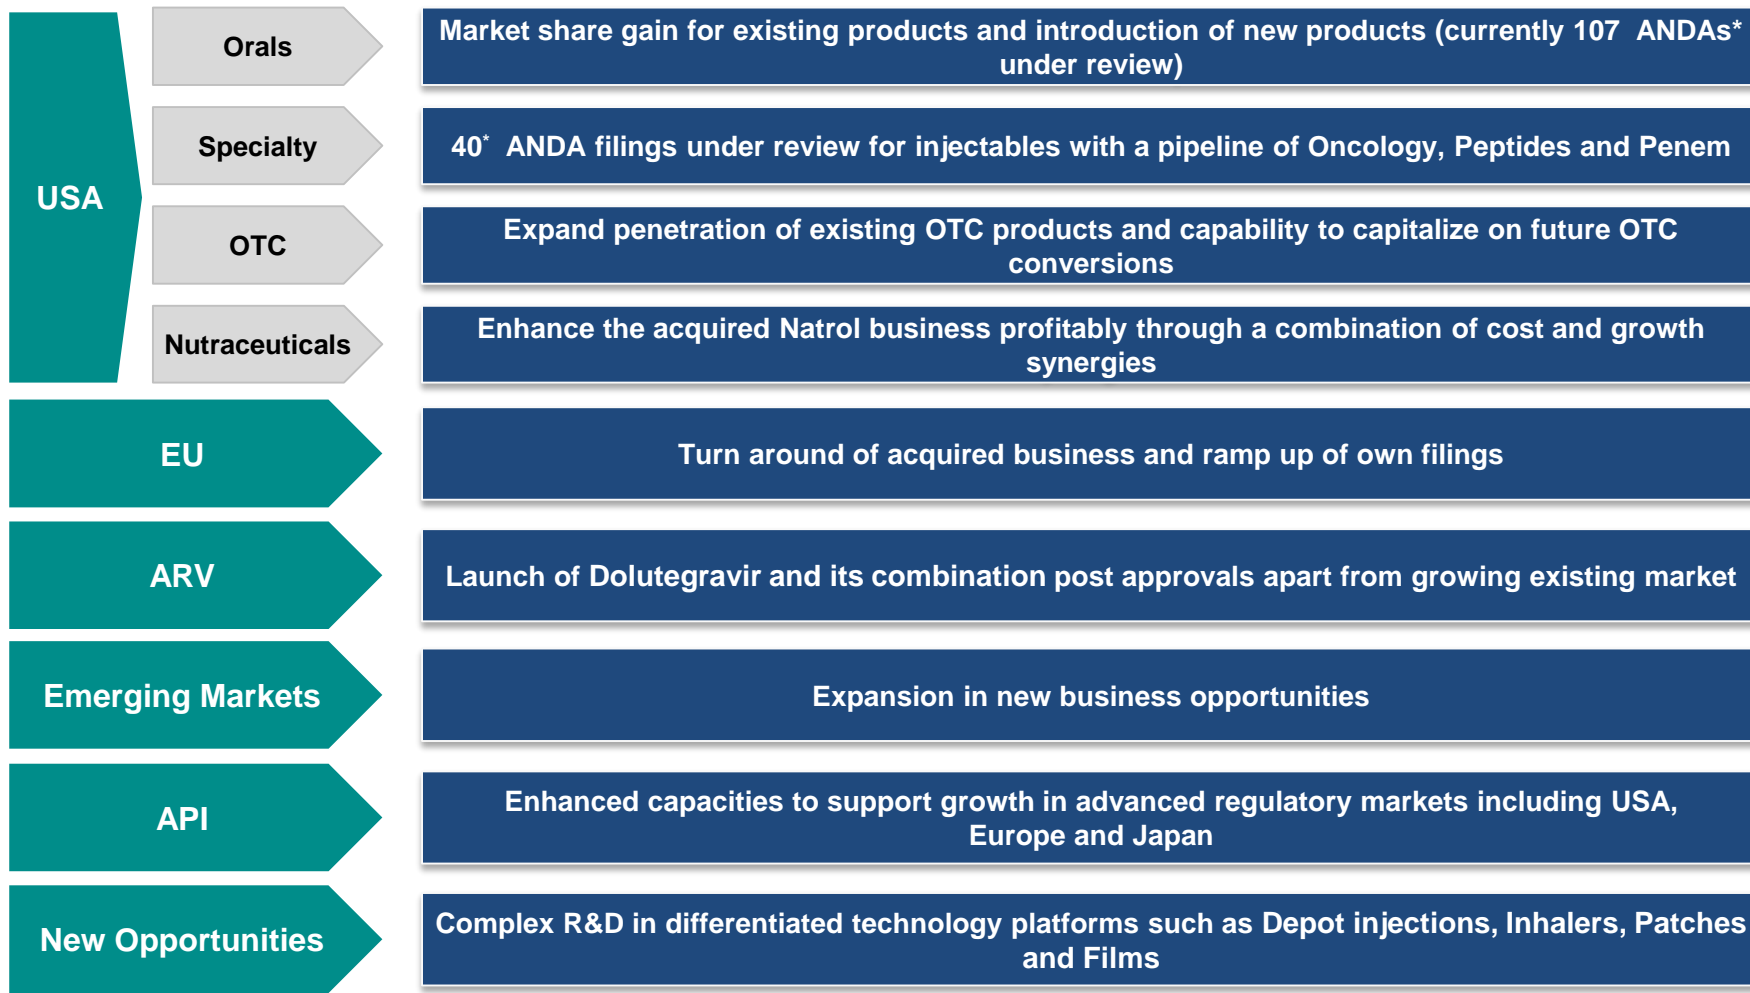 USA
Orals
Market share gain for existing products and introduction of new products (currently 107 ANDAs*
under review)
Specialty
40* ANDA filings under review for injectables with a pipeline of Oncology, Peptides and Penem
OTC
Expand penetration of existing OTC products and capability to capitalize on future OTC
conversions
Nutraceuticals
Enhance the acquired Natrol business profitably through a combination of cost and growth
synergies
EU
Turn around of acquired business and ramp up of own filings
ARV
Launch of Dolutegravir and its combination post approvals apart from growing existing market
Emerging Markets
Expansion in new business opportunities
API
Enhanced capacities to support growth in advanced regulatory markets including USA,
Europe and Japan
New Opportunities
Complex R&D in differentiated technology platforms such as Depot injections, Inhalers, Patches
and Films